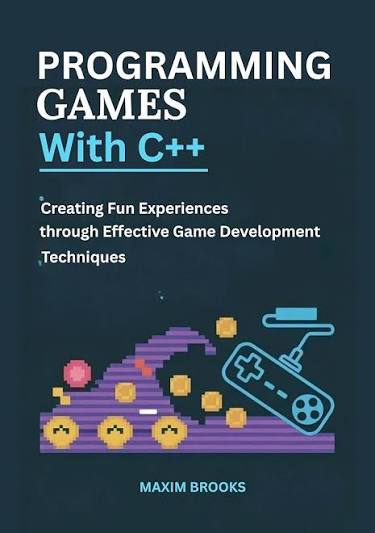 PROGRAMMING
GAMES
With C++
Creating Fun Experiences
through Effective Game Development
Techniques
MAXIM BROOKS